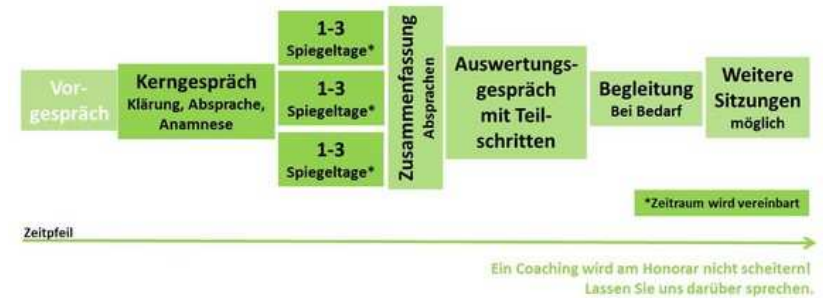 Vor-
gespräch
Kerngespräch
Klärung, Absprache,
Anamnese
1-3
Spiegeltage*
1-3
Spiegeltage*
1-3
Spiegeltage*
Zusammenfassung
Absprachen
Auswertungs-
gespräch
mit Teil-
schritten
Begleitung
Bei Bedarf
Weitere
Sitzungen
möglich
*Zeitraum wird vereinbart
Zeitpfeil
Ein Coaching wird am Honorar nicht scheitern!
Lassen Sie uns darüber sprechen.